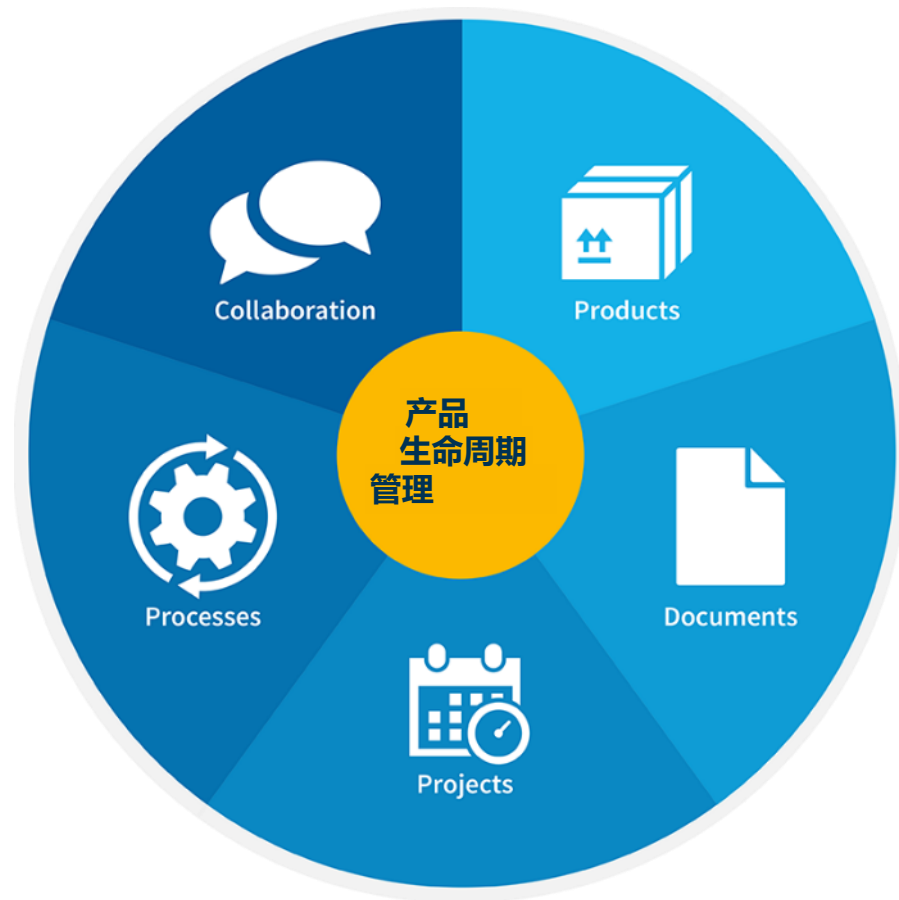 Collaboration
Products
产品
生命周期
管理
Processes
Documents
Projects